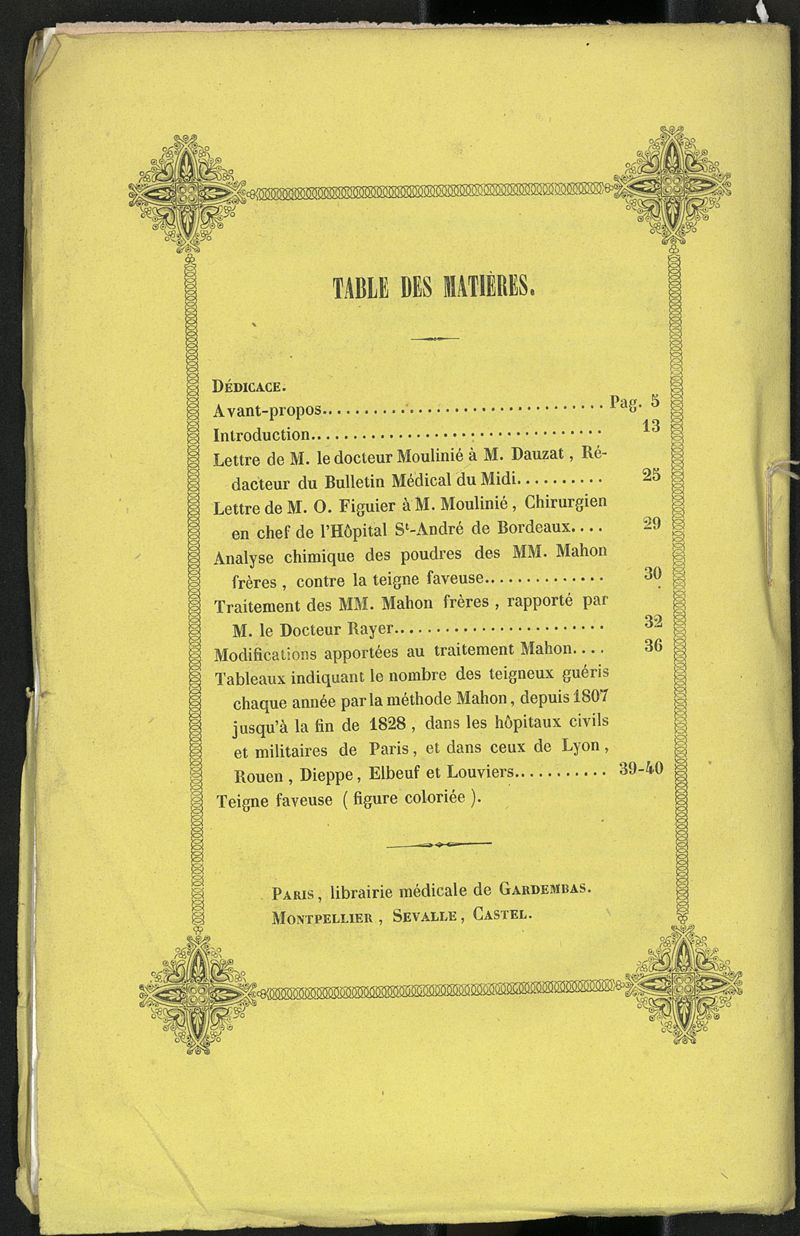 TABLE DES MATIÈRES.
DÉDICACE.
Avant-propos................................ Pag. 5
Introduction................................ 13
Lettre de M. le docteur Moulinié à M. Dauzat, Ré-
dacteur du Bulletin Médical du Midi.......... 25
Lettre de M. O. Figuier à M. Moulinié, Chirurgien
en chef de l'Hôpital St-André de Bordeaux.... 29
Analyse chimique des poudres des MM. Mahon
frères, contre la teigne faveuse.............. 30
Traitement des MM. Mahon frères, rapporté par
M. le Docteur Rayer........................ 32
Modifications apportées au traitement Mahon.... 36
Tableaux indiquant le nombre des teigneux guéris
chaque année par la méthode Mahon, depuis 1807
jusqu'à la fin de 1828, dans les hôpitaux civils
et militaires de Paris, et dans ceux de Lyon,
Rouen, Dieppe, Elbeuf et Louviers........... 39-40
Teigne faveuse ( figure coloriée ).
PARIS, librairie médicale de GARDEMBAS.
MONTPELLIER, SEVALLE, CASTEL.